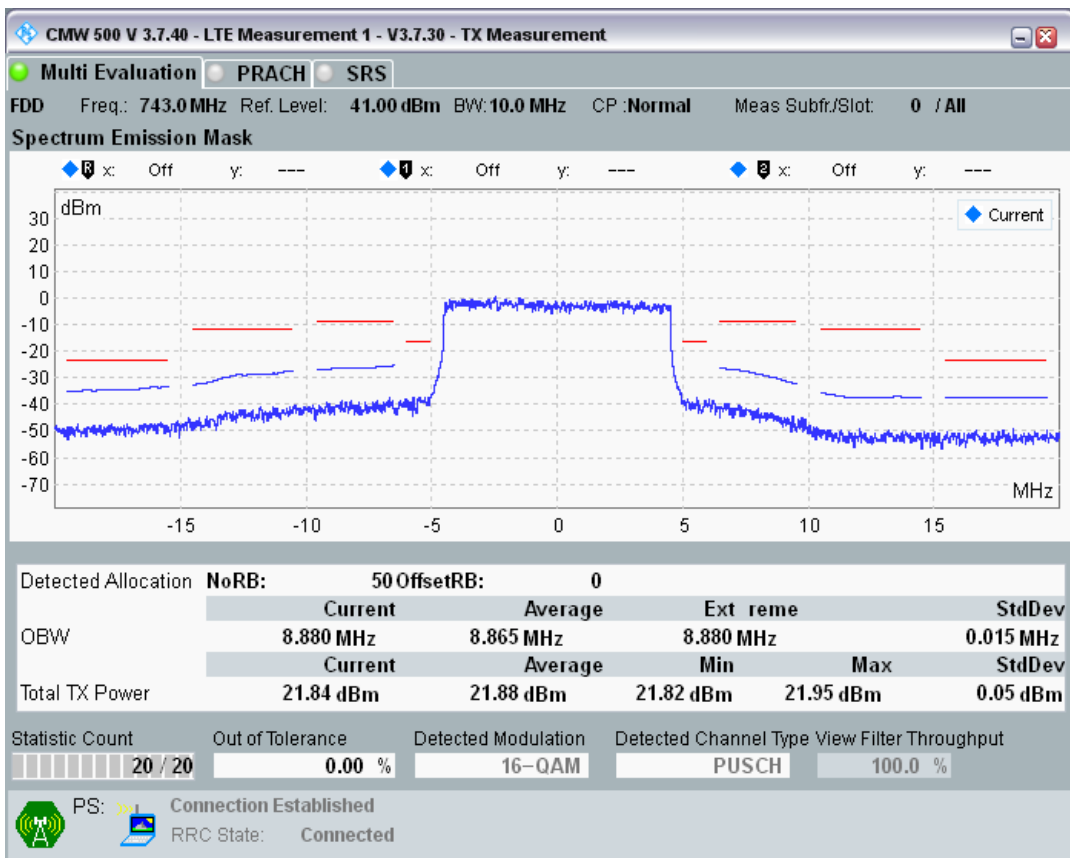 CMW 500 V 3.7.40 - LTE Measurement 1 - V3.7.30 - TX Measurement
Multi Evaluation PRACH SRS
FDD Freq.: 743.0 MHz Ref. Level: 41.00 dBm BW: 10.0 MHz CP :Normal Meas Subfr./Slot: 0 / All
Spectrum Emission Mask
R x: Off y: --- 1 x: Off y: --- 2 x: Off y: ---
dBm
Current
30
20
10
0
-10
-20
-30
-40
-50
-60
-70
MHz
-15 -10 -5 0 5 10 15
Detected Allocation NoRB: 50 OffsetRB: 0
Current Average Ext reme StdDev
OBW 8.880 MHz 8.865 MHz 8.880 MHz 0.015 MHz
Current Average Min Max StdDev
Total TX Power 21.84 dBm 21.88 dBm 21.82 dBm 21.95 dBm 0.05 dBm
Statistic Count Out of Tolerance Detected Modulation Detected Channel Type View Filter Throughput
20 / 20 0.00 % 16-QAM PUSCH 100.0 %
PS: Connection Established
RRC State: Connected